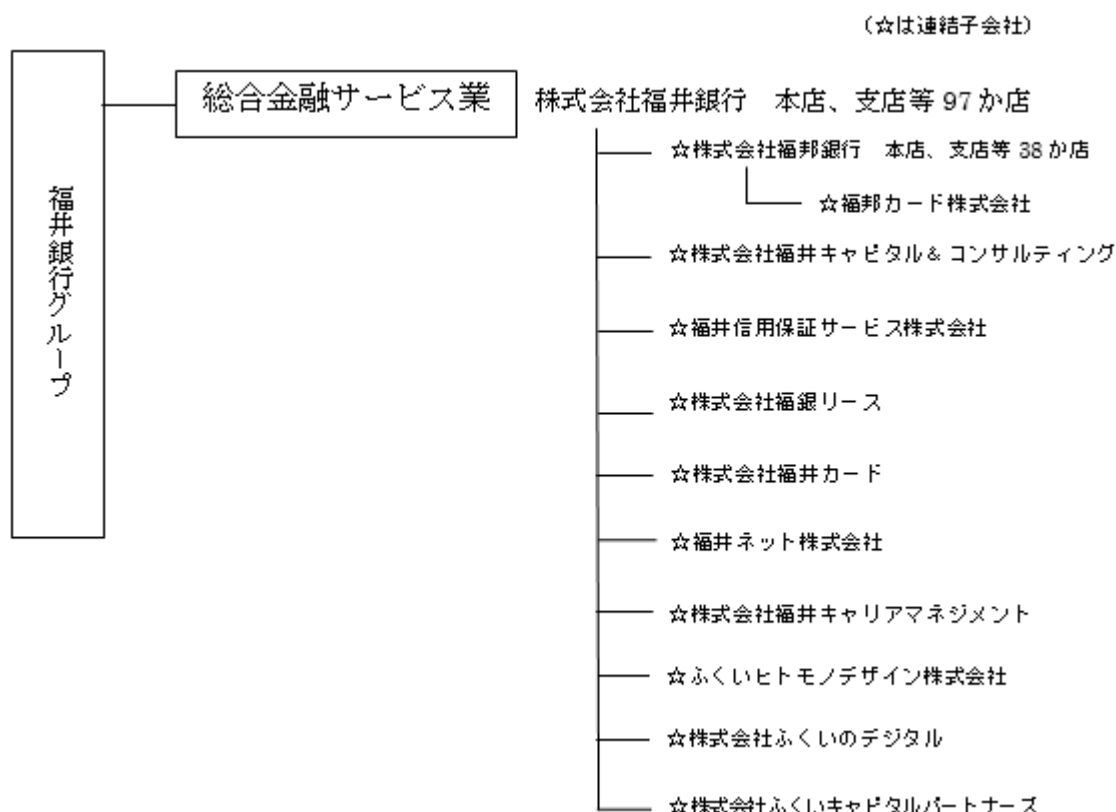 (☆は連結子会社)
福井銀行グループ
総合金融サービス業
株式会社福井銀行 本店、支店等 97 か店
☆株式会社福邦銀行 本店、支店等 38 か店
☆福邦カード株式会社
☆株式会社福井キャピタル＆コンサルティング
☆福井信用保証サービス株式会社
☆株式会社福銀リース
☆株式会社福井カード
☆福井ネット株式会社
☆株式会社福井キャリアマネジメント
☆ふくいヒトモノデザイン株式会社
☆株式会社ふくいのデジタル
☆株式会社ふくいキャピタルパートナーズ